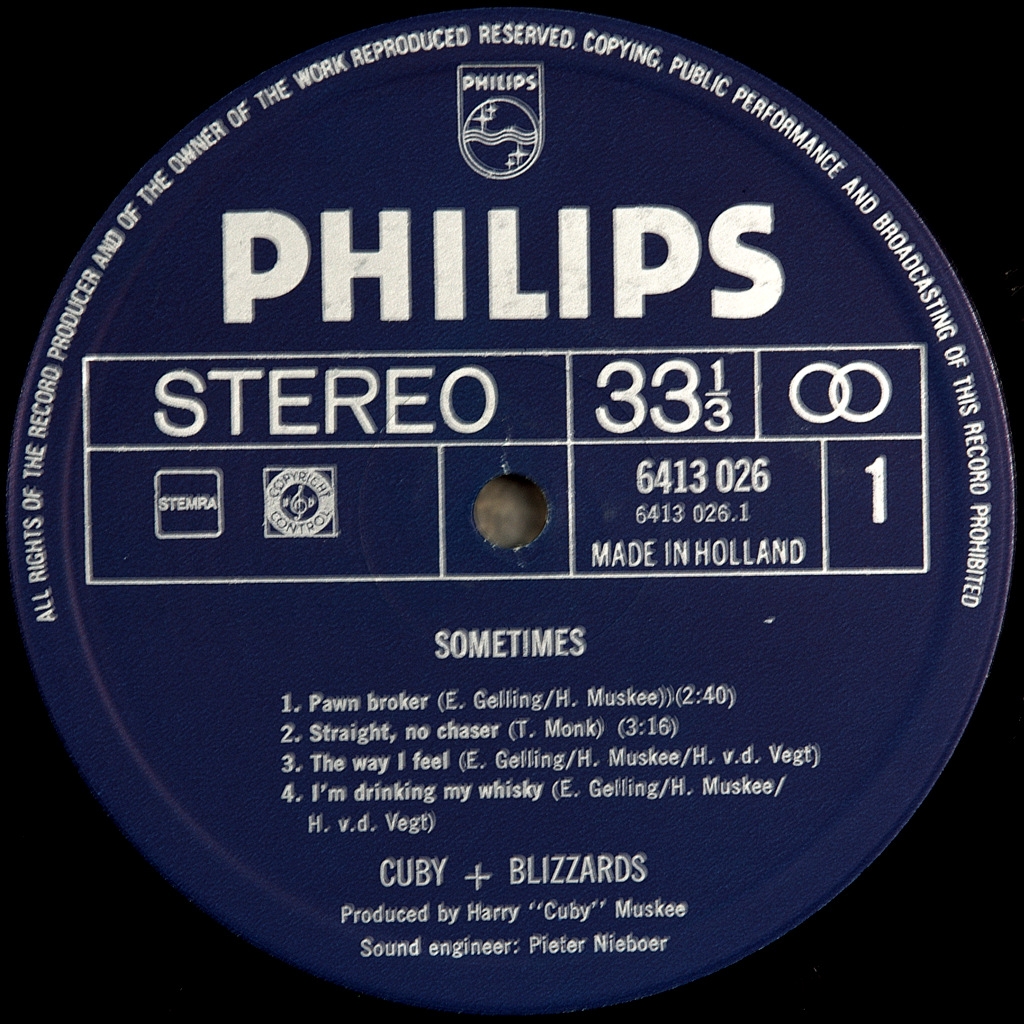 ALL RIGHTS OF THE RECORD PRODUCER AND OF THE OWNER OF THE WORK REPRODUCED RESERVED. COPYING, PUBLIC PERFORMANCE AND BROADCASTING OF THIS RECORD PROHIBITED
PHILIPS
PHILIPS
STEREO
33 1/3
STEMRA
COPYRIGHT CONTROL
6413 026
6413 026.1
MADE IN HOLLAND
1
SOMETIMES
1. Pawn broker (E. Gelling/H. Muskee))(2:40)
2. Straight, no chaser (T. Monk) (3:16)
3. The way I feel (E. Gelling/H. Muskee/H. v.d. Vegt)
4. I'm drinking my whisky (E. Gelling/H. Muskee/
H. v.d. Vegt)
CUBY + BLIZZARDS
Produced by Harry "Cuby" Muskee
Sound engineer: Pieter Nieboer